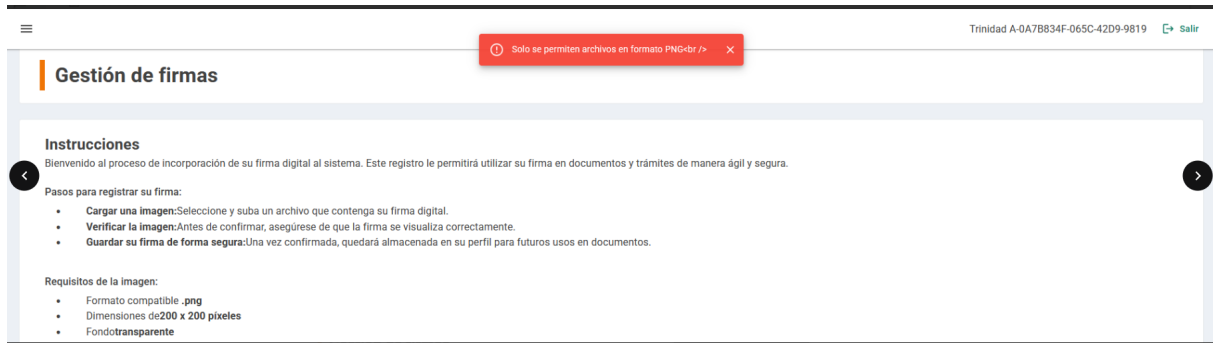 Trinidad A-0A7B834F-065C-42D9-9819 Salir
Solo se permiten archivos en formato PNG<br />
Gestión de firmas
Instrucciones
Bienvenido al proceso de incorporación de su firma digital al sistema. Este registro le permitirá utilizar su firma en documentos y trámites de manera ágil y segura.
Pasos para registrar su firma:
• Cargar una imagen:Seleccione y suba un archivo que contenga su firma digital.
• Verificar la imagen:Antes de confirmar, asegúrese de que la firma se visualiza correctamente.
• Guardar su firma de forma segura:Una vez confirmada, quedará almacenada en su perfil para futuros usos en documentos.
Requisitos de la imagen:
• Formato compatible .png
• Dimensiones de200 x 200 píxeles
• Fondotransparente